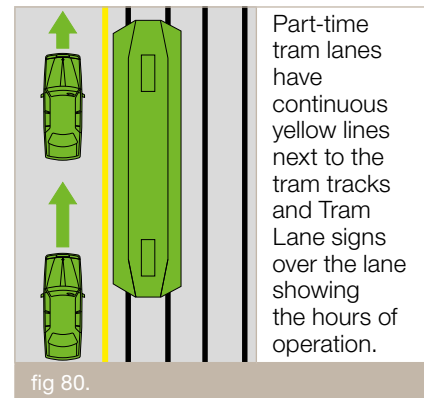 Part-time
tram lanes
have
continuous
yellow lines
next to the
tram tracks
and Tram
Lane signs
over the lane
showing
the hours of
operation.
fig 80.